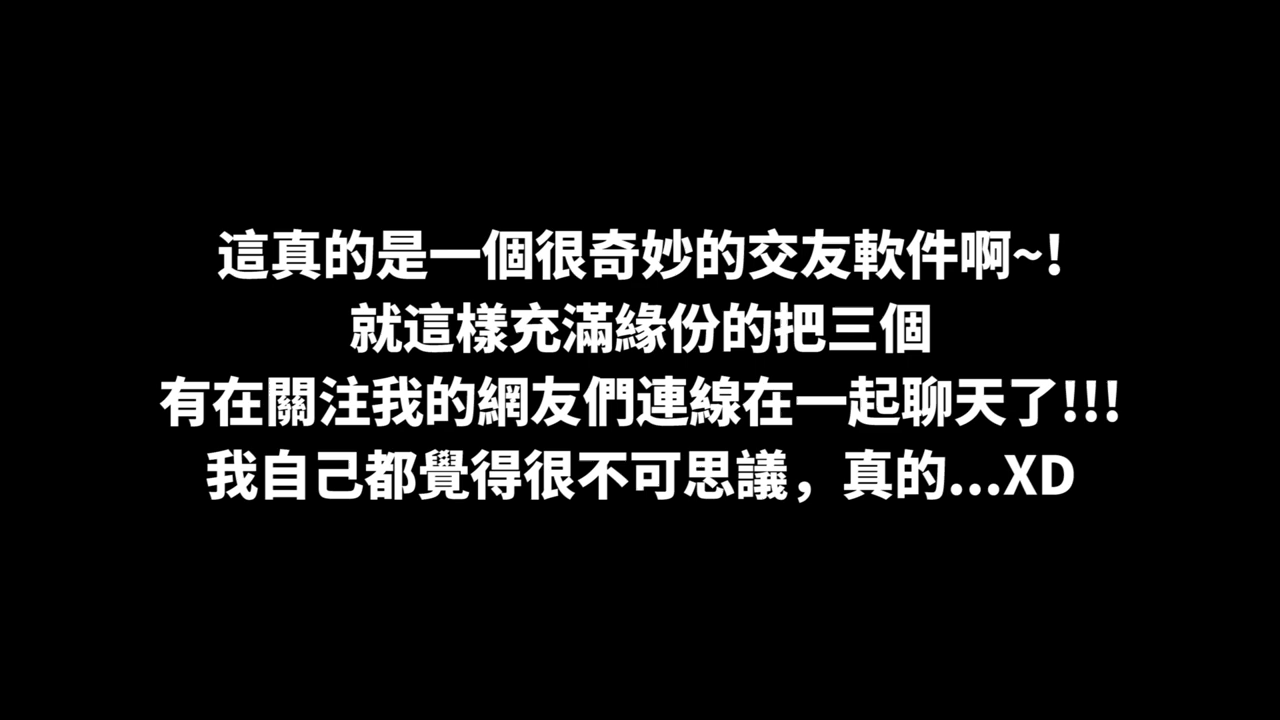 這真的是一個很奇妙的交友軟件啊~!
就這樣充滿緣份的把三個
有在關注我的網友們連線在一起聊天了!!!
我自己都覺得很不可思議，真的...XD